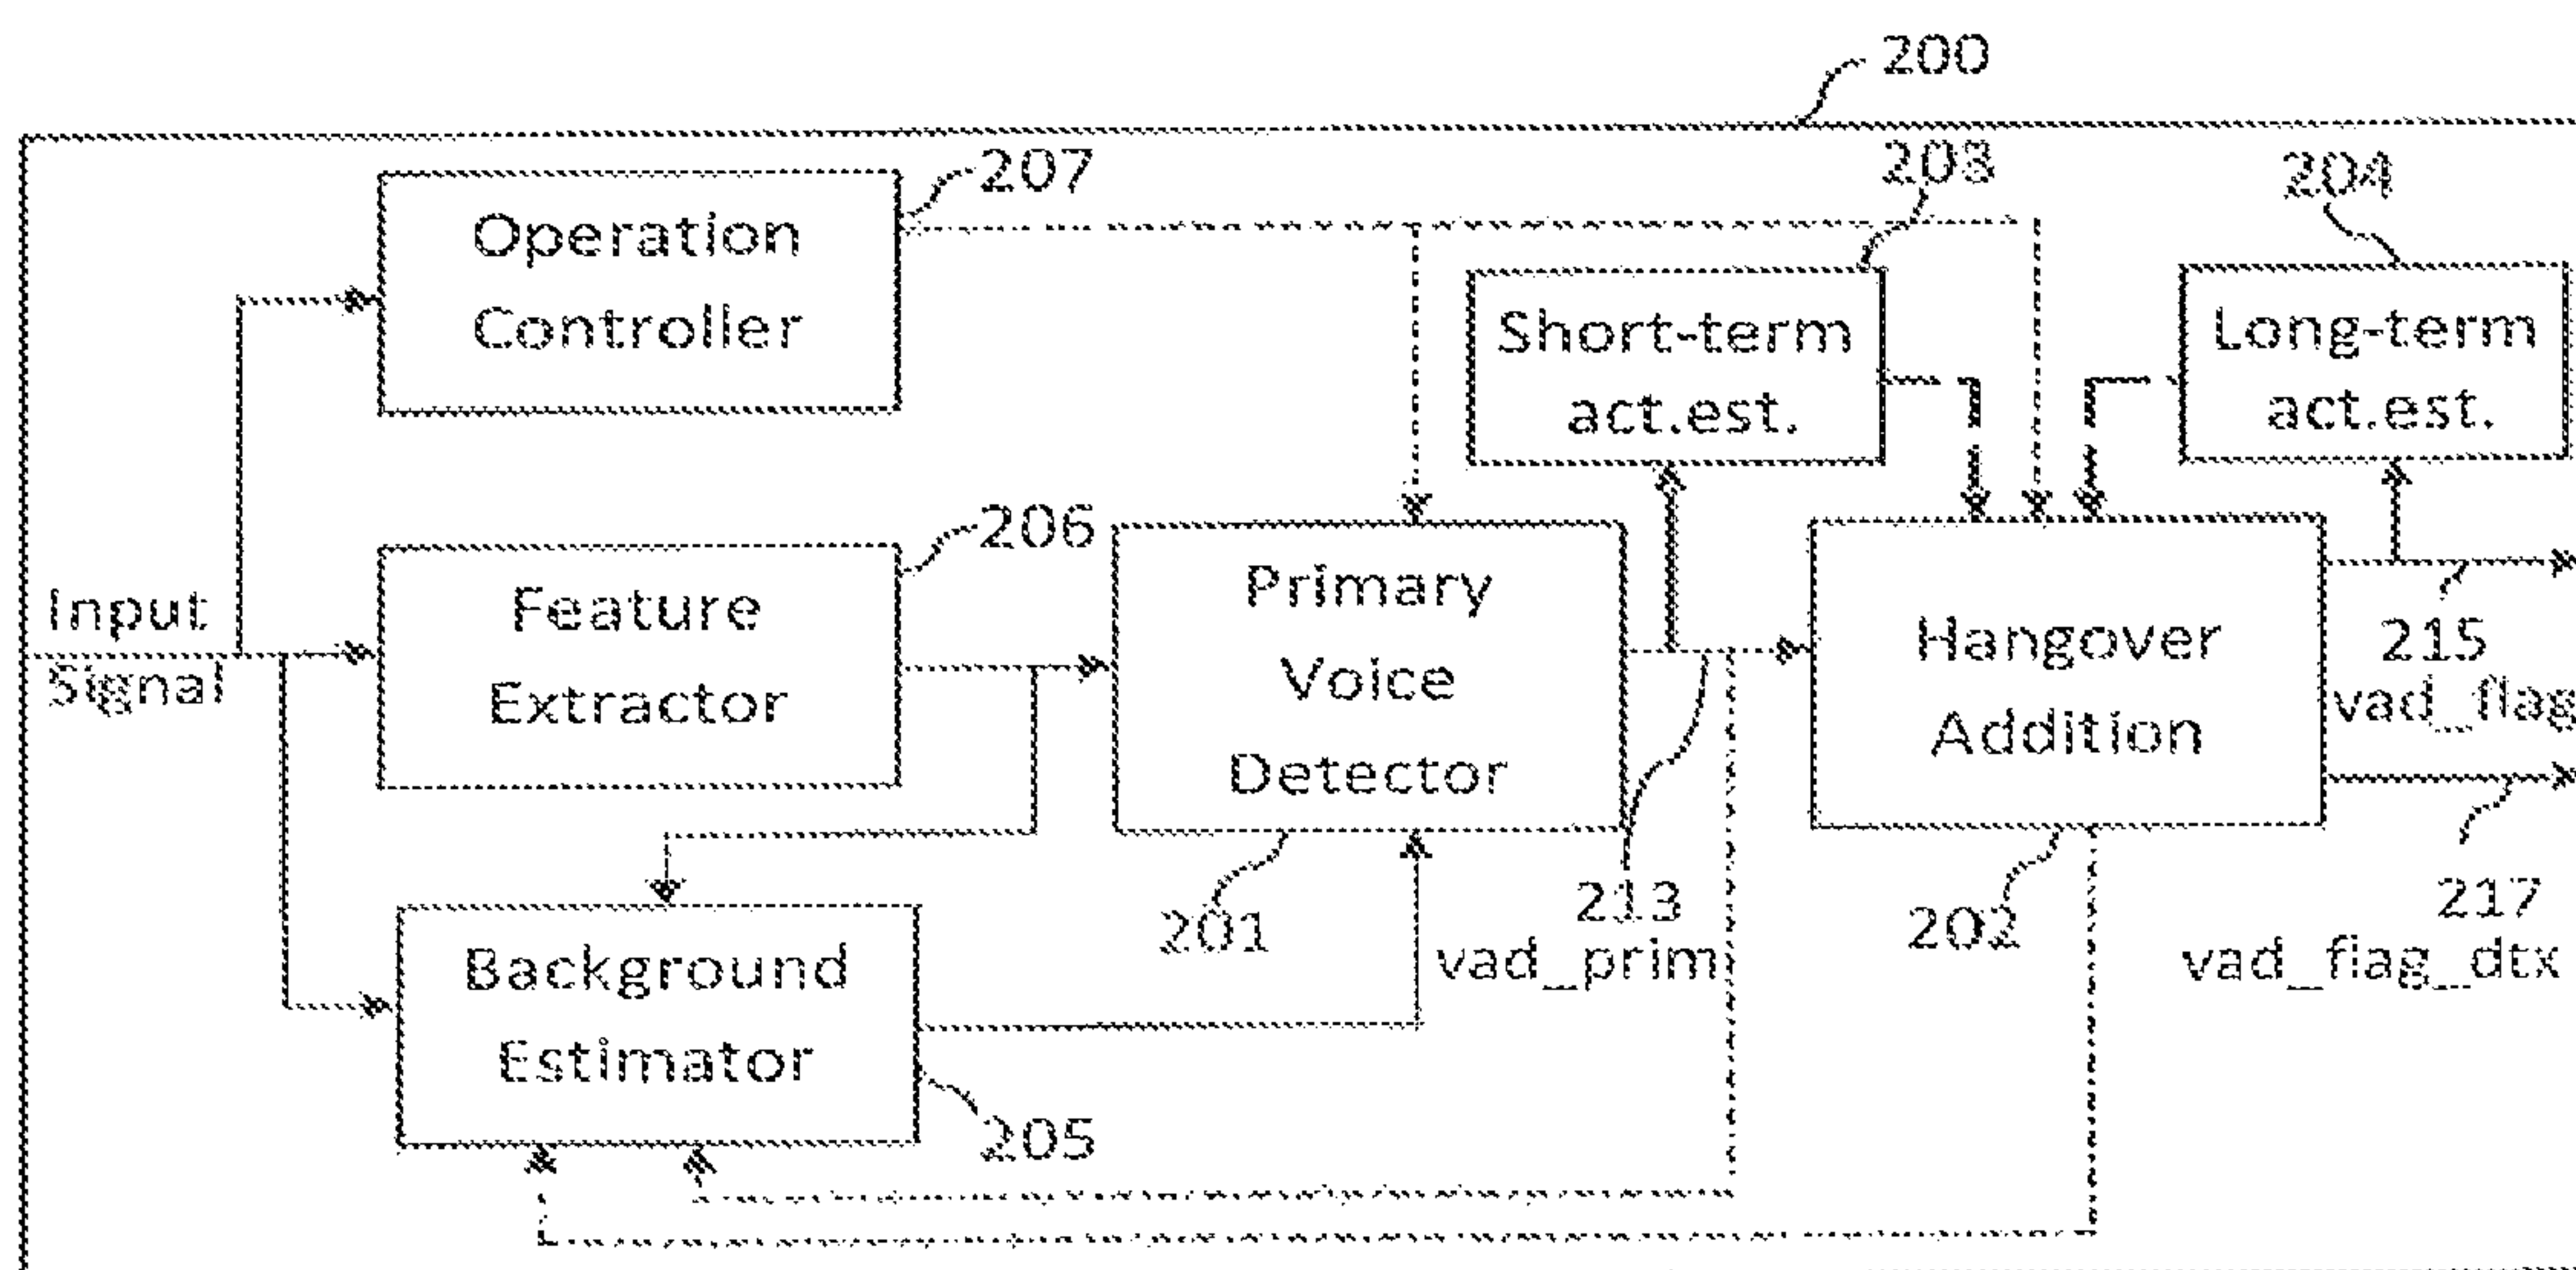 200
207
203
204
Operation
Controller
Short-term
act.est.
Long-term
act.est.
206
Input
Signal
Feature
Extractor
Primary
Voice
Detector
Hangover
Addition
215
vad_flag
201
213
vad_prim
202
217
vad_flag_dtx
Background
Estimator
205